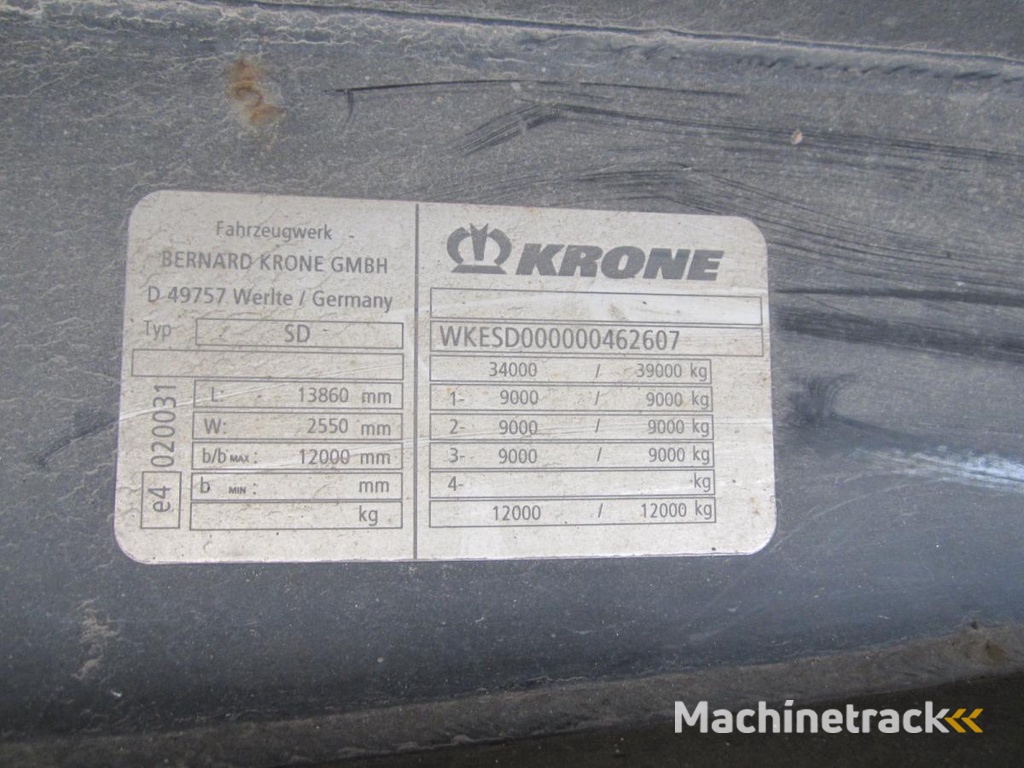 Fahrzeugwerk
BERNARD KRONE GMBH
D 49757 Werlte / Germany
Typ SD
e4 020031
L: 13860 mm
W: 2550 mm
b/b MAX : 12000 mm
b MIN : mm
kg
KRONE
WKESD000000462607
34000 / 39000 kg
1- 9000 / 9000 kg
2- 9000 / 9000 kg
3- 9000 / 9000 kg
4- kg
12000 / 12000 kg
Machinetrack